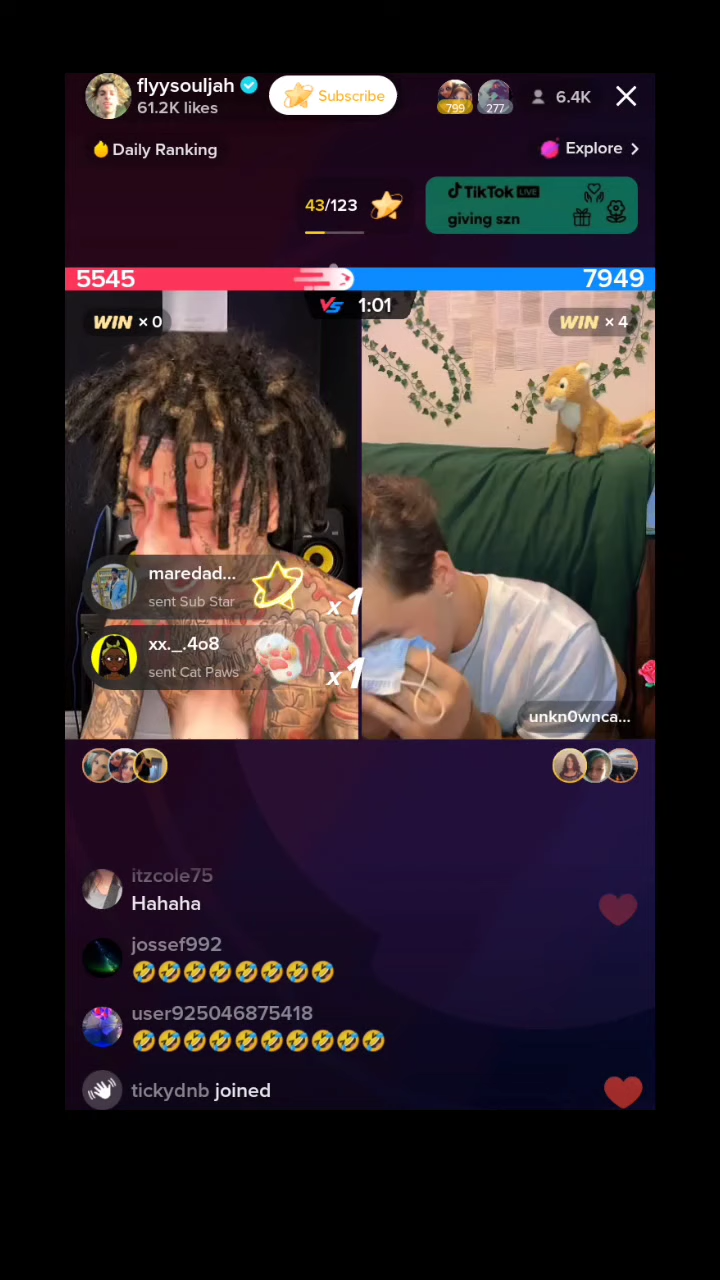 flyysouljah
61.2K likes
Subscribe
799
277
6.4K
Daily Ranking
Explore
43/123
TikTok LIVE
giving szn
5545
7949
VS 1:01
WIN × 0
WIN × 4
maredad...
sent Sub Star
x1
xx._.4o8
sent Cat Paws
x1
unkn0wnca...
itzcole75
Hahaha
jossef992
🤣🤣🤣🤣🤣🤣🤣🤣
user925046875418
🤣🤣🤣🤣🤣🤣🤣🤣🤣🤣
tickydnb joined